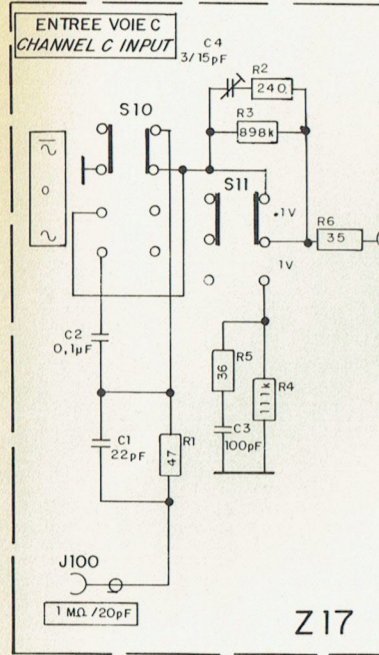 ENTREE VOIE C
CHANNEL C INPUT
C4
3/15pF
R2
240.
R3
898k
S10
S11
.1V
R6
35
1V
0
C2
0,1µF
R5
36
R4
111k
C1
22pF
R1
47
C3
100pF
J100
1 MΩ /20pF
Z17